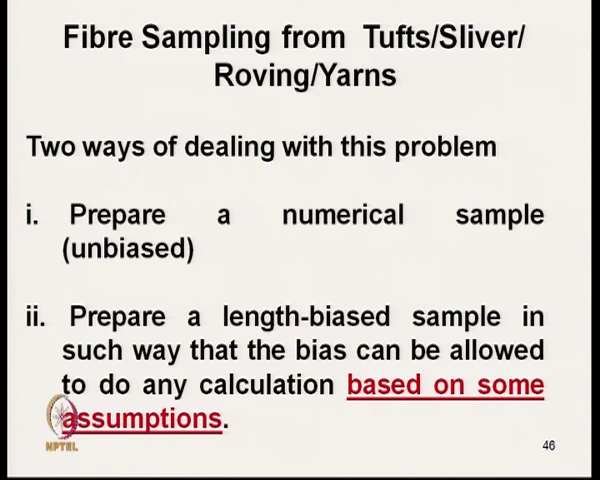 Fibre Sampling from Tufts/Sliver/
Roving/Yarns
Two ways of dealing with this problem
i. Prepare a numerical sample
(unbiased)
ii. Prepare a length-biased sample in
such way that the bias can be allowed
to do any calculation based on some
assumptions.
NPTEL
46